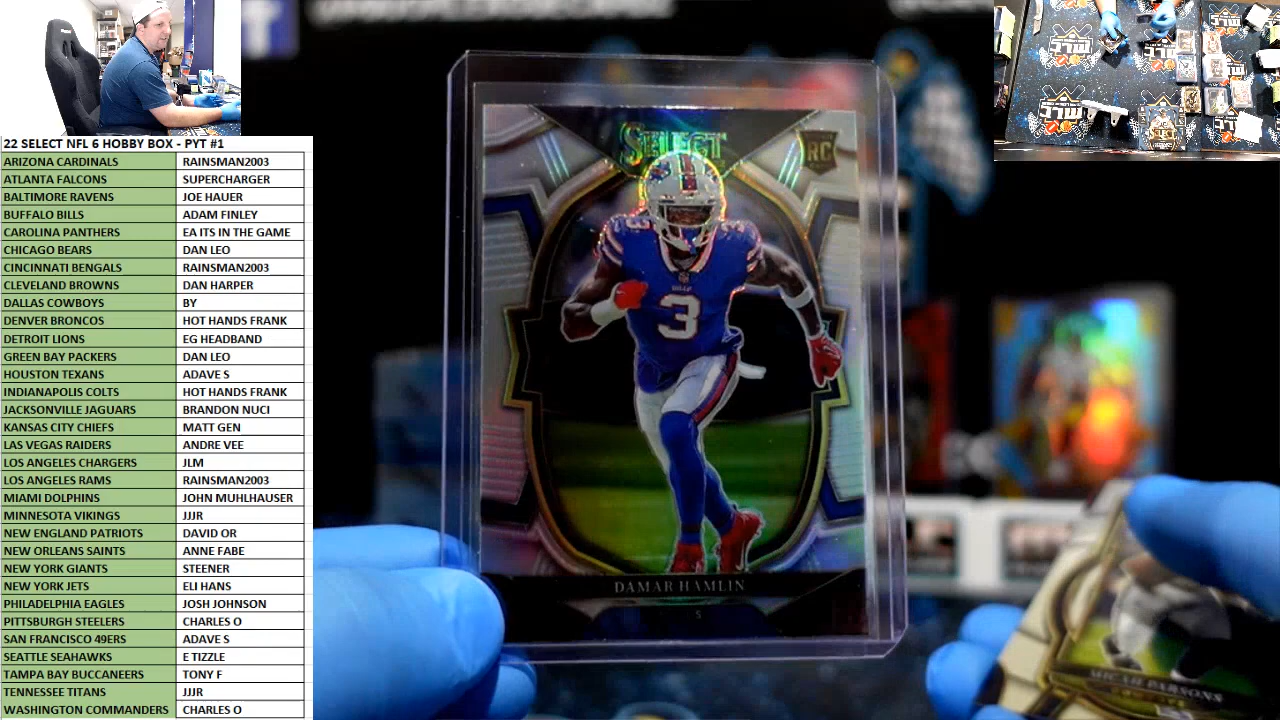 22 SELECT NFL 6 HOBBY BOX - PYT #1
ARIZONA CARDINALS RAINSMAN2003
ATLANTA FALCONS SUPERCHARGER
BALTIMORE RAVENS JOE HAUER
BUFFALO BILLS ADAM FINLEY
CAROLINA PANTHERS EA ITS IN THE GAME
CHICAGO BEARS DAN LEO
CINCINNATI BENGALS RAINSMAN2003
CLEVELAND BROWNS DAN HARPER
DALLAS COWBOYS BY
DENVER BRONCOS HOT HANDS FRANK
DETROIT LIONS EG HEADBAND
GREEN BAY PACKERS DAN LEO
HOUSTON TEXANS ADAVE S
INDIANAPOLIS COLTS HOT HANDS FRANK
JACKSONVILLE JAGUARS BRANDON NUCI
KANSAS CITY CHIEFS MATT GEN
LAS VEGAS RAIDERS ANDRE VEE
LOS ANGELES CHARGERS JLM
LOS ANGELES RAMS RAINSMAN2003
MIAMI DOLPHINS JOHN MUHLHAUSER
MINNESOTA VIKINGS JJJR
NEW ENGLAND PATRIOTS DAVID OR
NEW ORLEANS SAINTS ANNE FABE
NEW YORK GIANTS STEENER
NEW YORK JETS ELI HANS
PHILADELPHIA EAGLES JOSH JOHNSON
PITTSBURGH STEELERS CHARLES O
SAN FRANCISCO 49ERS ADAVE S
SEATTLE SEAHAWKS E TIZZLE
TAMPA BAY BUCCANEERS TONY F
TENNESSEE TITANS JJJR
WASHINGTON COMMANDERS CHARLES O
SELECT
RC
3
BILLS
3
DAMAR HAMLIN
S
MICAH PARSONS